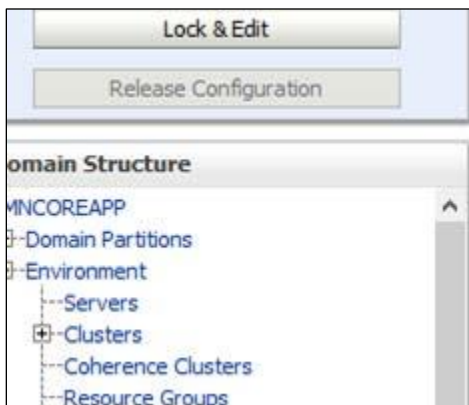 Lock & Edit
Release Configuration
omain Structure
MNCOREAPP
Domain Partitions
Environment
Servers
Clusters
Coherence Clusters
Resource Groups